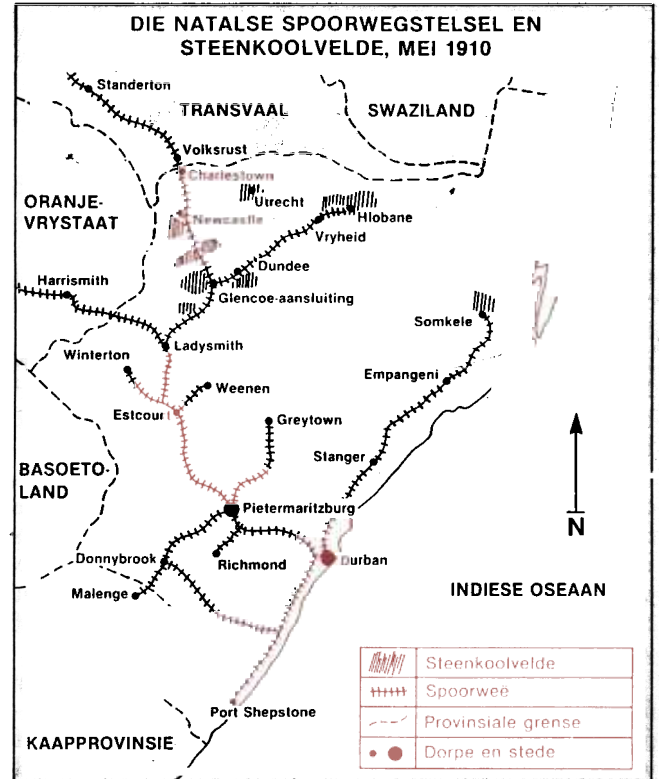 DIE NATALSE SPOORWEGSTELSEL EN
STEENKOOLVELDE, MEI 1910
Standerton
TRANSVAAL
SWAZILAND
Volksrust
Charlestown
Utrecht
ORANJE-
VRYSTAAT
Newcastle
Hlobane
Vryheid
Dundee
Harrismith
Glencoe-aansluiting
Somkele
Ladysmith
Winterton
Empangeni
Weenen
Estcourt
Greytown
Stanger
BASOETO-
LAND
Pietermaritzburg
N
Donnybrook
Richmond
Durban
Malenge
INDIESE OSEAAN
Steenkoolvelde
Spoorweë
Provinsiale grense
Dorpe en stede
Port Shepstone
KAAPPROVINSIE